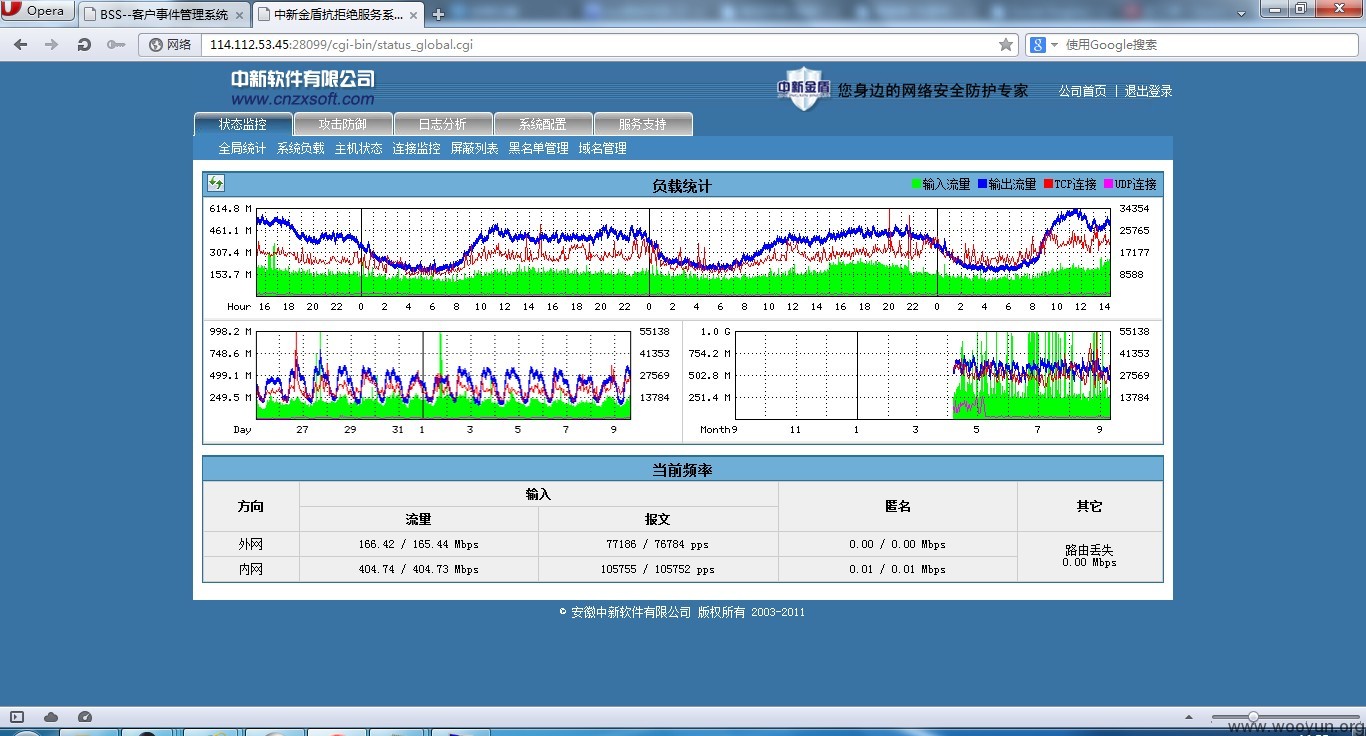 Opera
BSS--客户事件管理系统
中新金盾抗拒绝服务系...
网络
114.112.53.45:28099/cgi-bin/status_global.cgi
使用Google搜索
中新软件有限公司
www.cnzxsoft.com
中新金盾
您身边的网络安全防护专家
公司首页 | 退出登录
状态监控 攻击防御 日志分析 系统配置 服务支持
全局统计 系统负载 主机状态 连接监控 屏蔽列表 黑名单管理 域名管理
负载统计
输入流量 输出流量 TCP连接 UDP连接
614.8 M 34354
461.1 M 25765
307.4 M 17177
153.7 M 8588
Hour 16 18 20 22 0 2 4 6 8 10 12 14 16 18 20 22 0 2 4 6 8 10 12 14 16 18 20 22 0 2 4 6 8 10 12 14
998.2 M 55138 1.0 G 55138
748.6 M 41353 754.2 M 41353
499.1 M 27569 502.8 M 27569
249.5 M 13784 251.4 M 13784
Day 27 29 31 1 3 5 7 9 Month9 11 1 3 5 7 9
当前频率
方向 输入 匿名 其它
流量 报文
外网 166.42 / 165.44 Mbps 77186 / 76784 pps 0.00 / 0.00 Mbps 路由丢失
内网 404.74 / 404.73 Mbps 105755 / 105752 pps 0.01 / 0.01 Mbps 0.00 Mbps
© 安徽中新软件有限公司 版权所有 2003-2011
www.wooyun.org